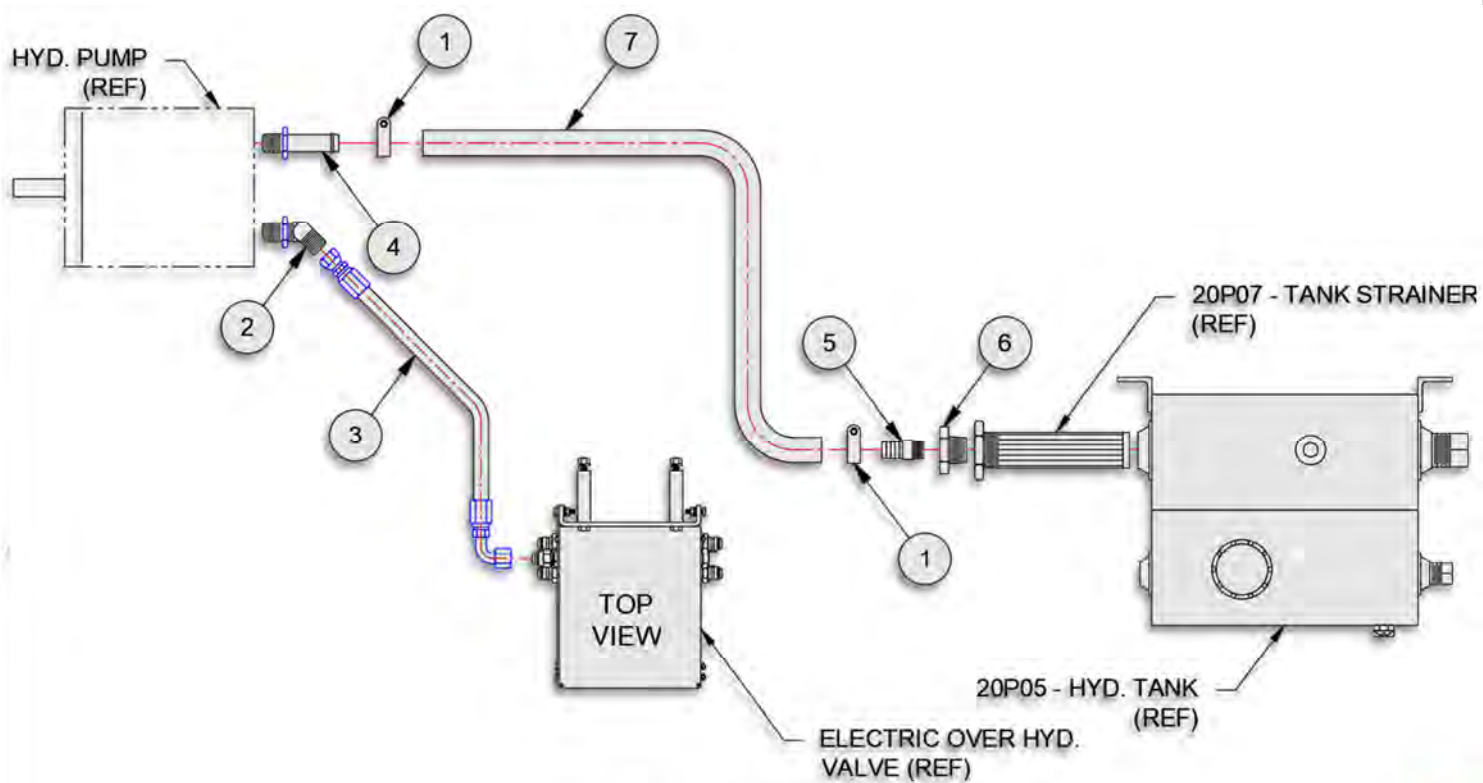 HYD. PUMP
(REF)
1
7
4
2
3
5
6
20P07 - TANK STRAINER
(REF)
1
TOP
VIEW
20P05 - HYD. TANK
(REF)
ELECTRIC OVER HYD.
VALVE (REF)